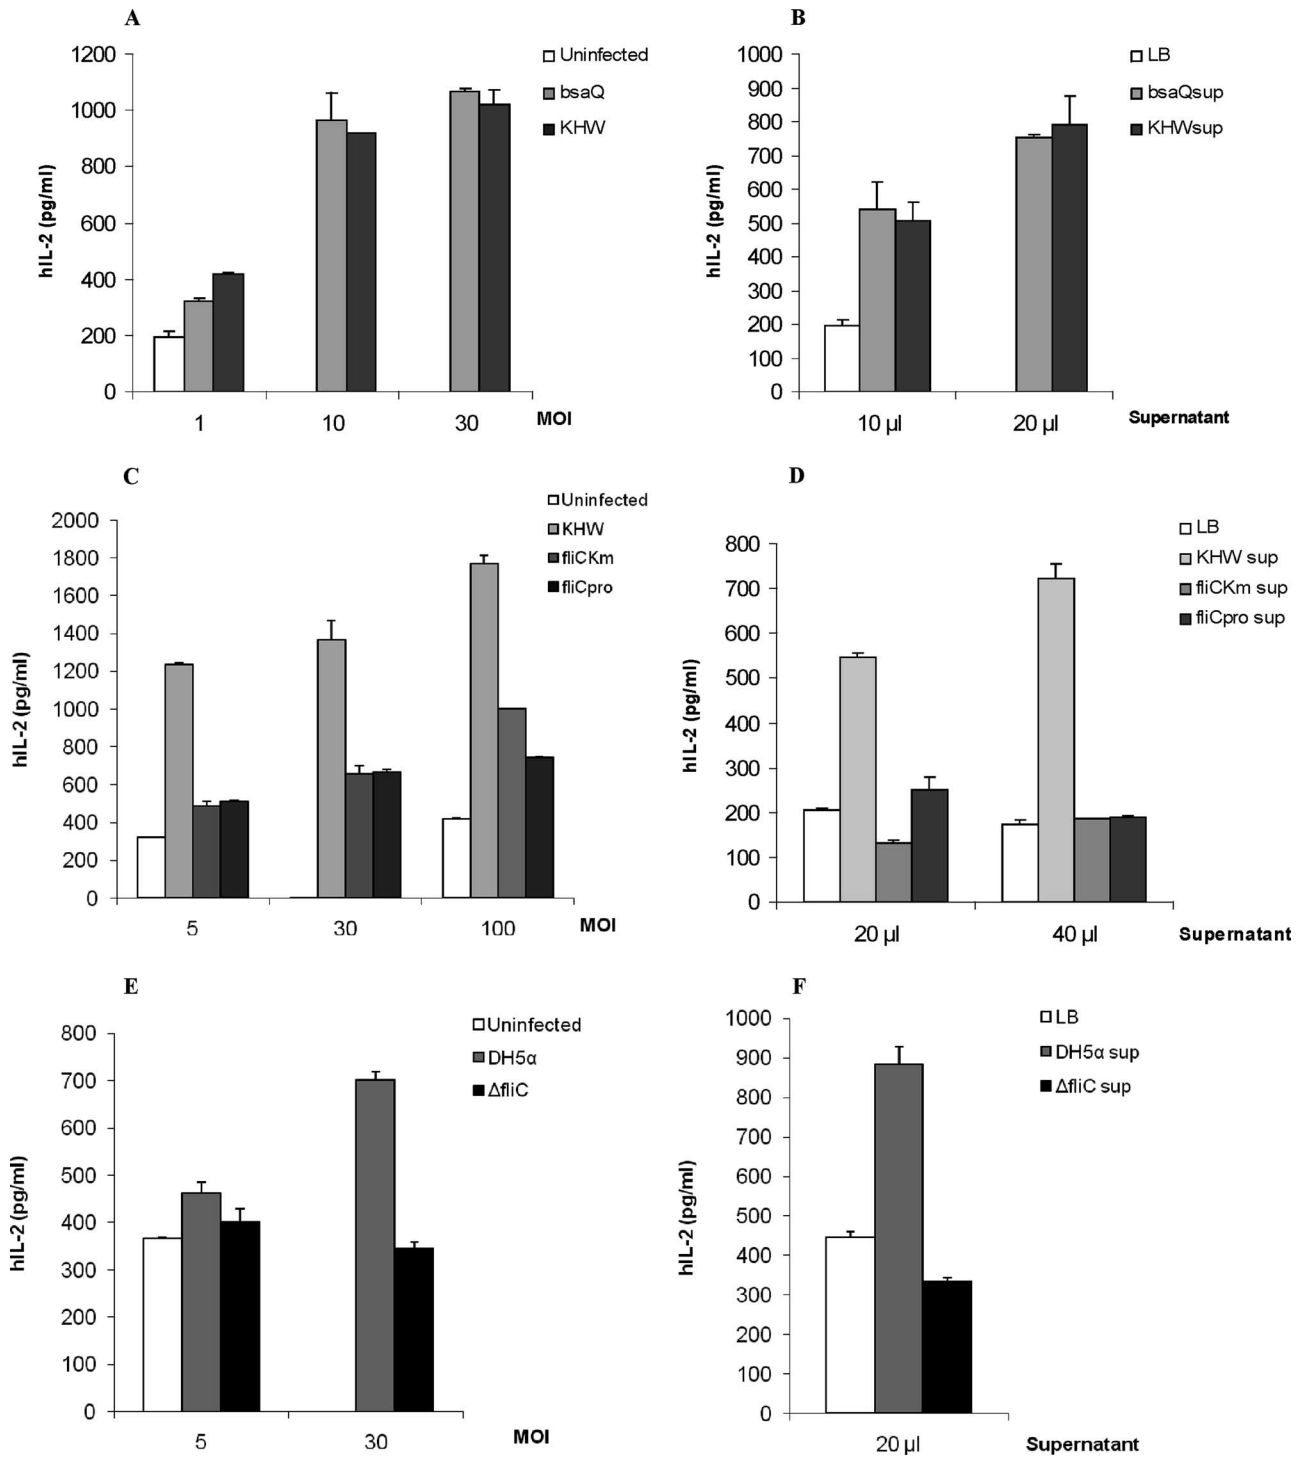 A
1200
1000
800
600
400
200
0
hIL-2 (pg/ml)
1 10 30 MOI
Uninfected
bsaQ
KHW
B
1000
900
800
700
600
500
400
300
200
100
0
hIL-2 (pg/ml)
10 µl 20 µl Supernatant
LB
bsaQsup
KHWsup
C
2000
1800
1600
1400
1200
1000
800
600
400
200
0
hIL-2 (pg/ml)
5 30 100 MOI
Uninfected
KHW
fliCKm
fliCpro
D
800
700
600
500
400
300
200
100
0
hIL-2 (pg/ml)
20 µl 40 µl Supernatant
LB
KHW sup
fliCKm sup
fliCpro sup
E
800
700
600
500
400
300
200
100
0
hIL-2 (pg/ml)
5 30 MOI
Uninfected
DH5α
ΔfliC
F
1000
900
800
700
600
500
400
300
200
100
0
hIL-2 (pg/ml)
20 µl Supernatant
LB
DH5α sup
ΔfliC sup